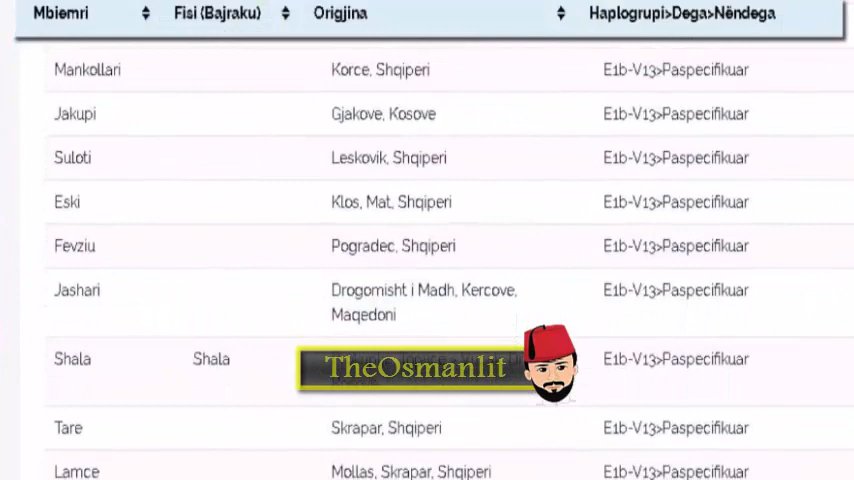 Mbiemri Fisi (Bajraku) Origjina Haplogrupi>Dega>Nëndega
Mankollari Korce, Shqiperi E1b-V13>Paspecifikuar
Jakupi Gjakove, Kosove E1b-V13>Paspecifikuar
Suloti Leskovik, Shqiperi E1b-V13>Paspecifikuar
Eski Klos, Mat, Shqiperi E1b-V13>Paspecifikuar
Fevziu Pogradec, Shqiperi E1b-V13>Paspecifikuar
Jashari Drogomisht i Madh, Kercove, E1b-V13>Paspecifikuar
Maqedoni
Shala Shala E1b-V13>Paspecifikuar
TheOsmanlit
Tare Skrapar, Shqiperi E1b-V13>Paspecifikuar
Lamce Mollas, Skrapar, Shqiperi E1b-V13>Paspecifikuar